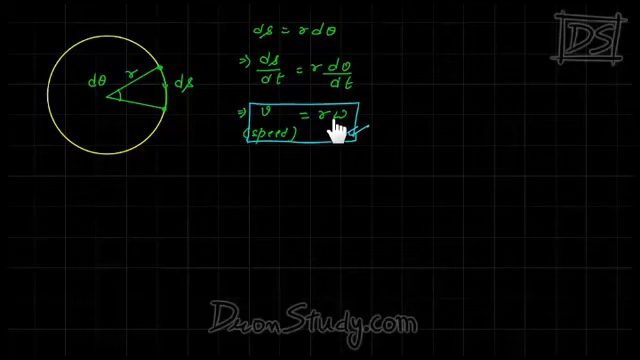 ds = r dθ
⇒ ds/dt = r dθ/dt
⇒ v = rω
(speed)
dθ
r
ds
DS
DronStudy.com